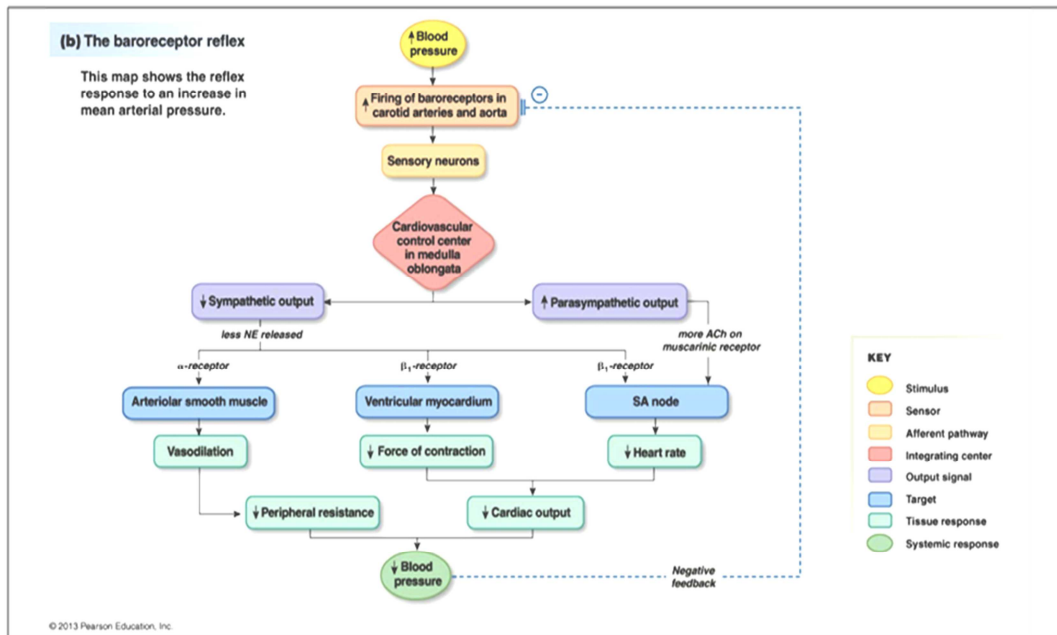 (b) The baroreceptor reflex
This map shows the reflex
response to an increase in
mean arterial pressure.
↑ Blood
pressure
↑ Firing of baroreceptors in
carotid arteries and aorta
−
Sensory neurons
Cardiovascular
control center
in medulla
oblongata
↓ Sympathetic output
↑ Parasympathetic output
less NE released
more ACh on
muscarinic receptor
α-receptor
β₁-receptor
β₁-receptor
Arteriolar smooth muscle
Ventricular myocardium
SA node
Vasodilation
↓ Force of contraction
↓ Heart rate
↓ Peripheral resistance
↓ Cardiac output
↓ Blood
pressure
Negative
feedback
KEY
Stimulus
Sensor
Afferent pathway
Integrating center
Output signal
Target
Tissue response
Systemic response
© 2013 Pearson Education, Inc.